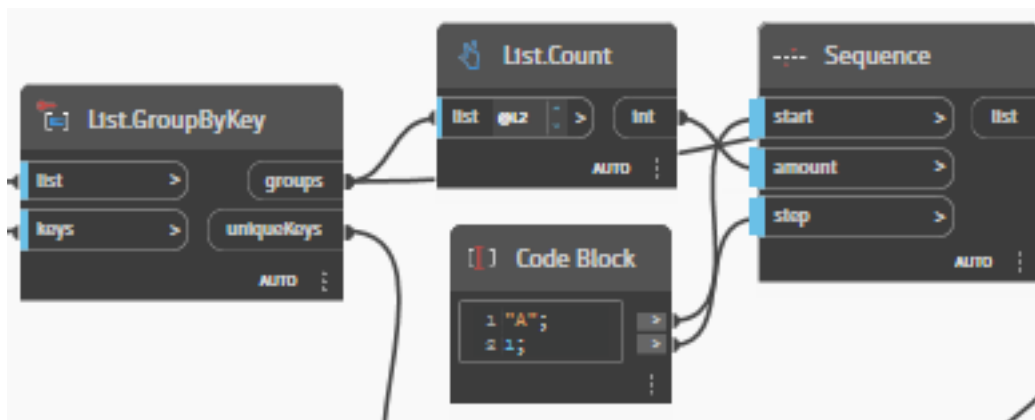 List.GroupByKey
list > groups
keys > uniqueKeys
AUTO
List.Count
list @L2 > int
AUTO
Code Block
1 "A"; >
2 1; >
Sequence
start > list
amount >
step >
AUTO